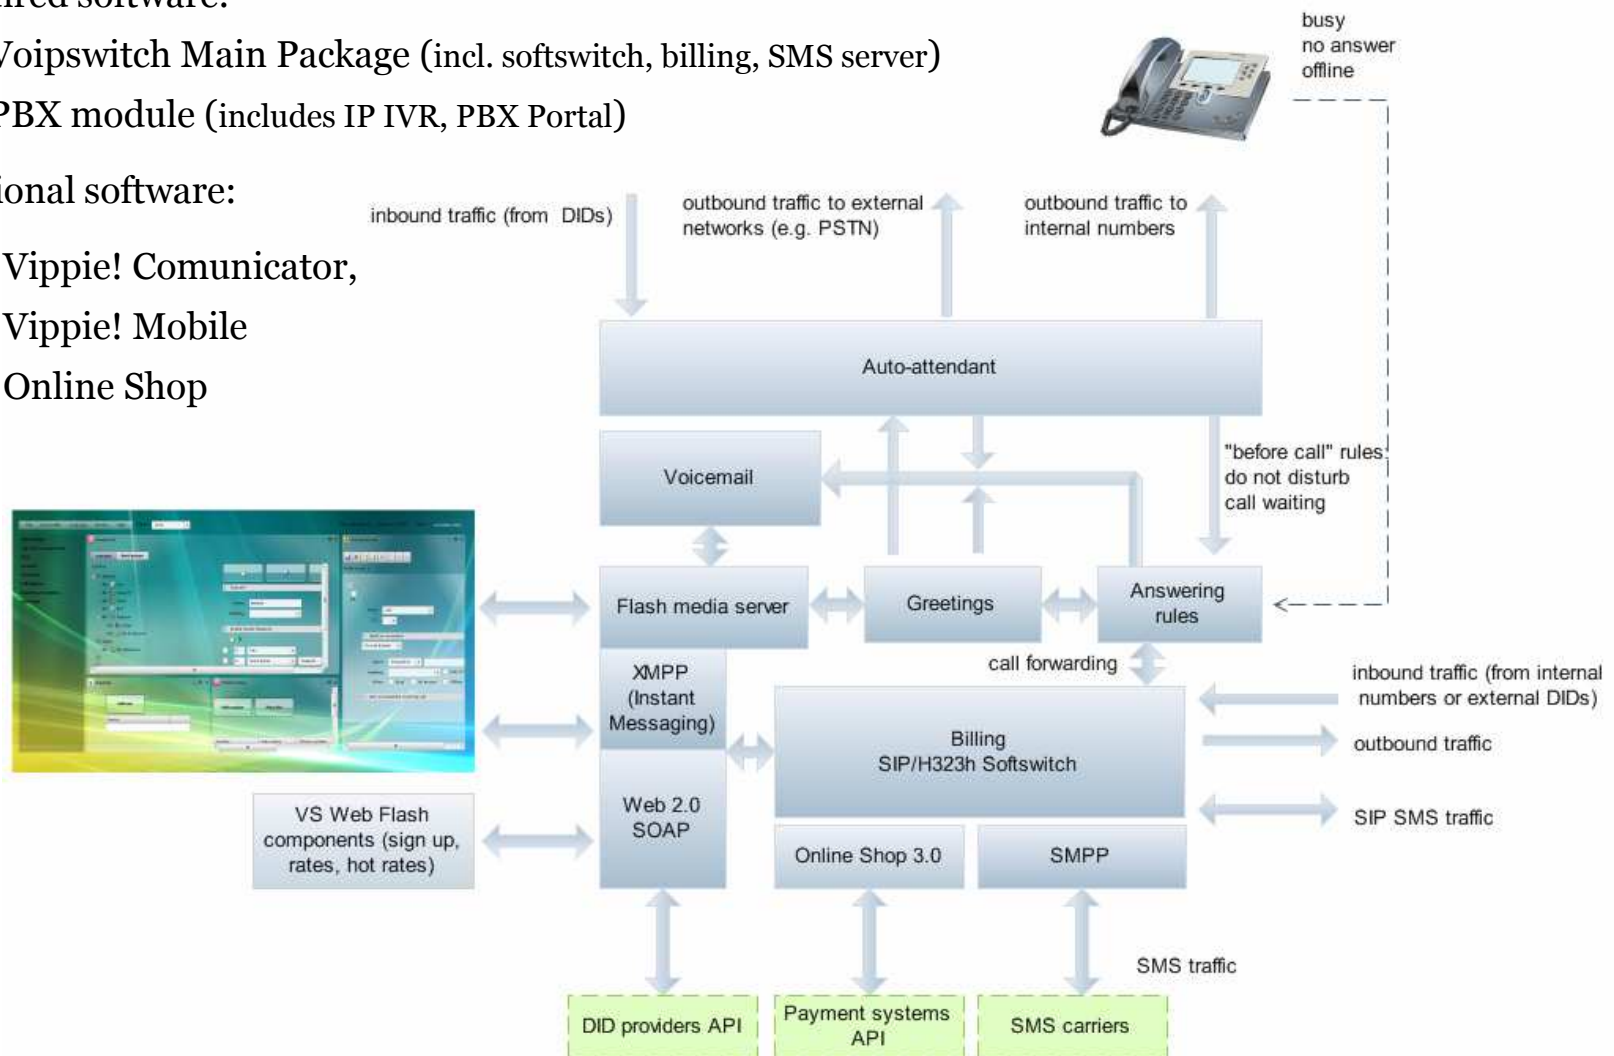 ired software:
Voipswitch Main Package (incl. softswitch, billing, SMS server)
PBX module (includes IP IVR, PBX Portal)
ional software:
Vippie! Comunicator,
Vippie! Mobile
Online Shop
busy
no answer
offline
inbound traffic (from DIDs)
outbound traffic to external
networks (e.g. PSTN)
outbound traffic to
internal numbers
Auto-attendant
Voicemail
"before call" rules:
do not disturb
call waiting
Flash media server
Greetings
Answering
rules
call forwarding
XMPP
(Instant
Messaging)
Billing
SIP/H323h Softswitch
inbound traffic (from internal
numbers or external DIDs)
outbound traffic
SIP SMS traffic
VS Web Flash
components (sign up,
rates, hot rates)
Web 2.0
SOAP
Online Shop 3.0
SMPP
SMS traffic
DID providers API
Payment systems
API
SMS carriers